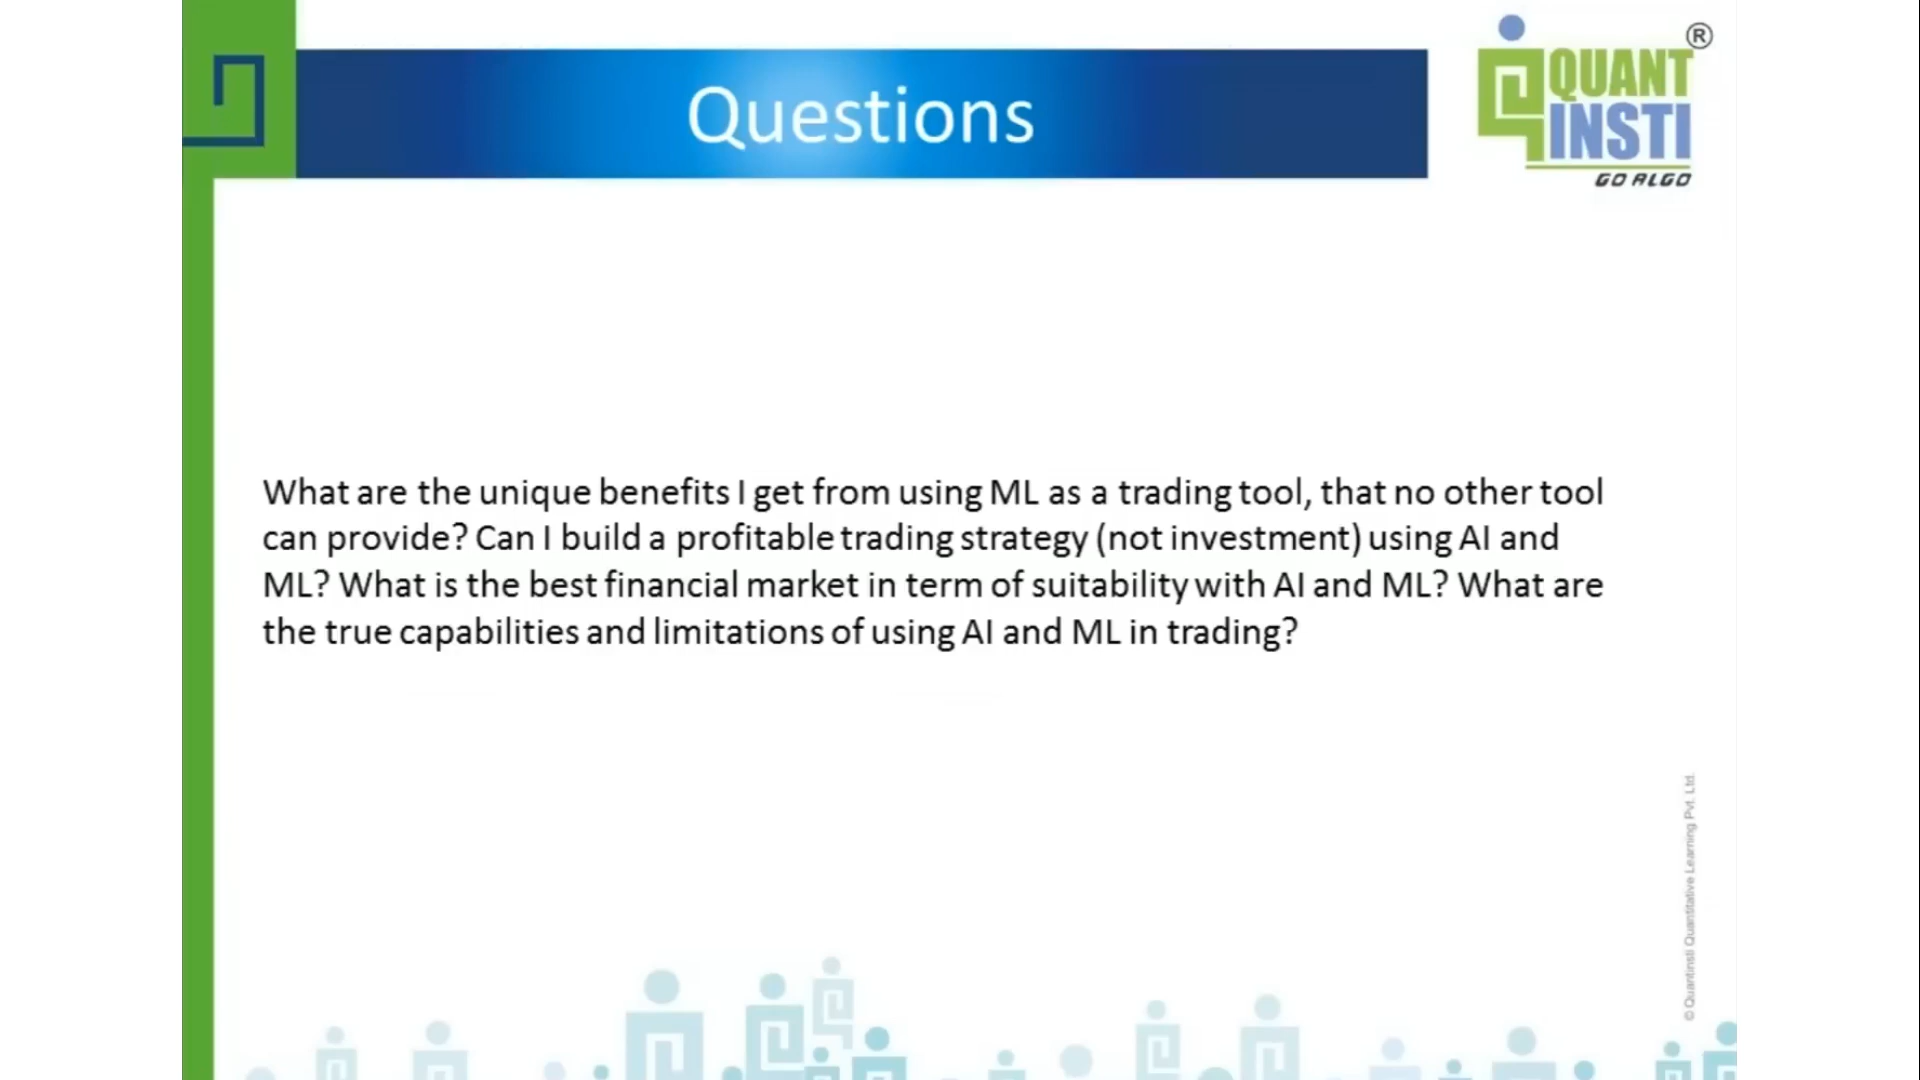 Questions
®
QUANT
INSTI
GO ALGO
What are the unique benefits I get from using ML as a trading tool, that no other tool
can provide? Can I build a profitable trading strategy (not investment) using AI and
ML? What is the best financial market in term of suitability with AI and ML? What are
the true capabilities and limitations of using AI and ML in trading?
© Quantinsti Quantitative Learning Pvt. Ltd.